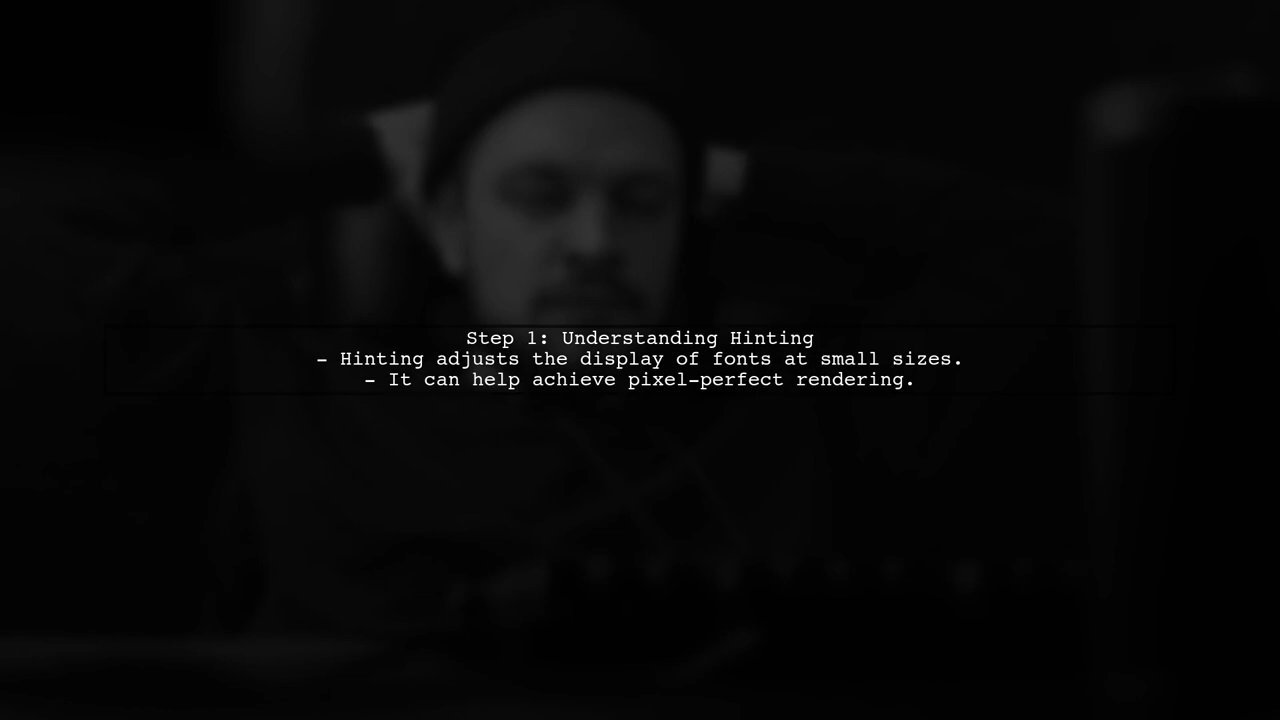 Step 1: Understanding Hinting
- Hinting adjusts the display of fonts at small sizes.
- It can help achieve pixel-perfect rendering.